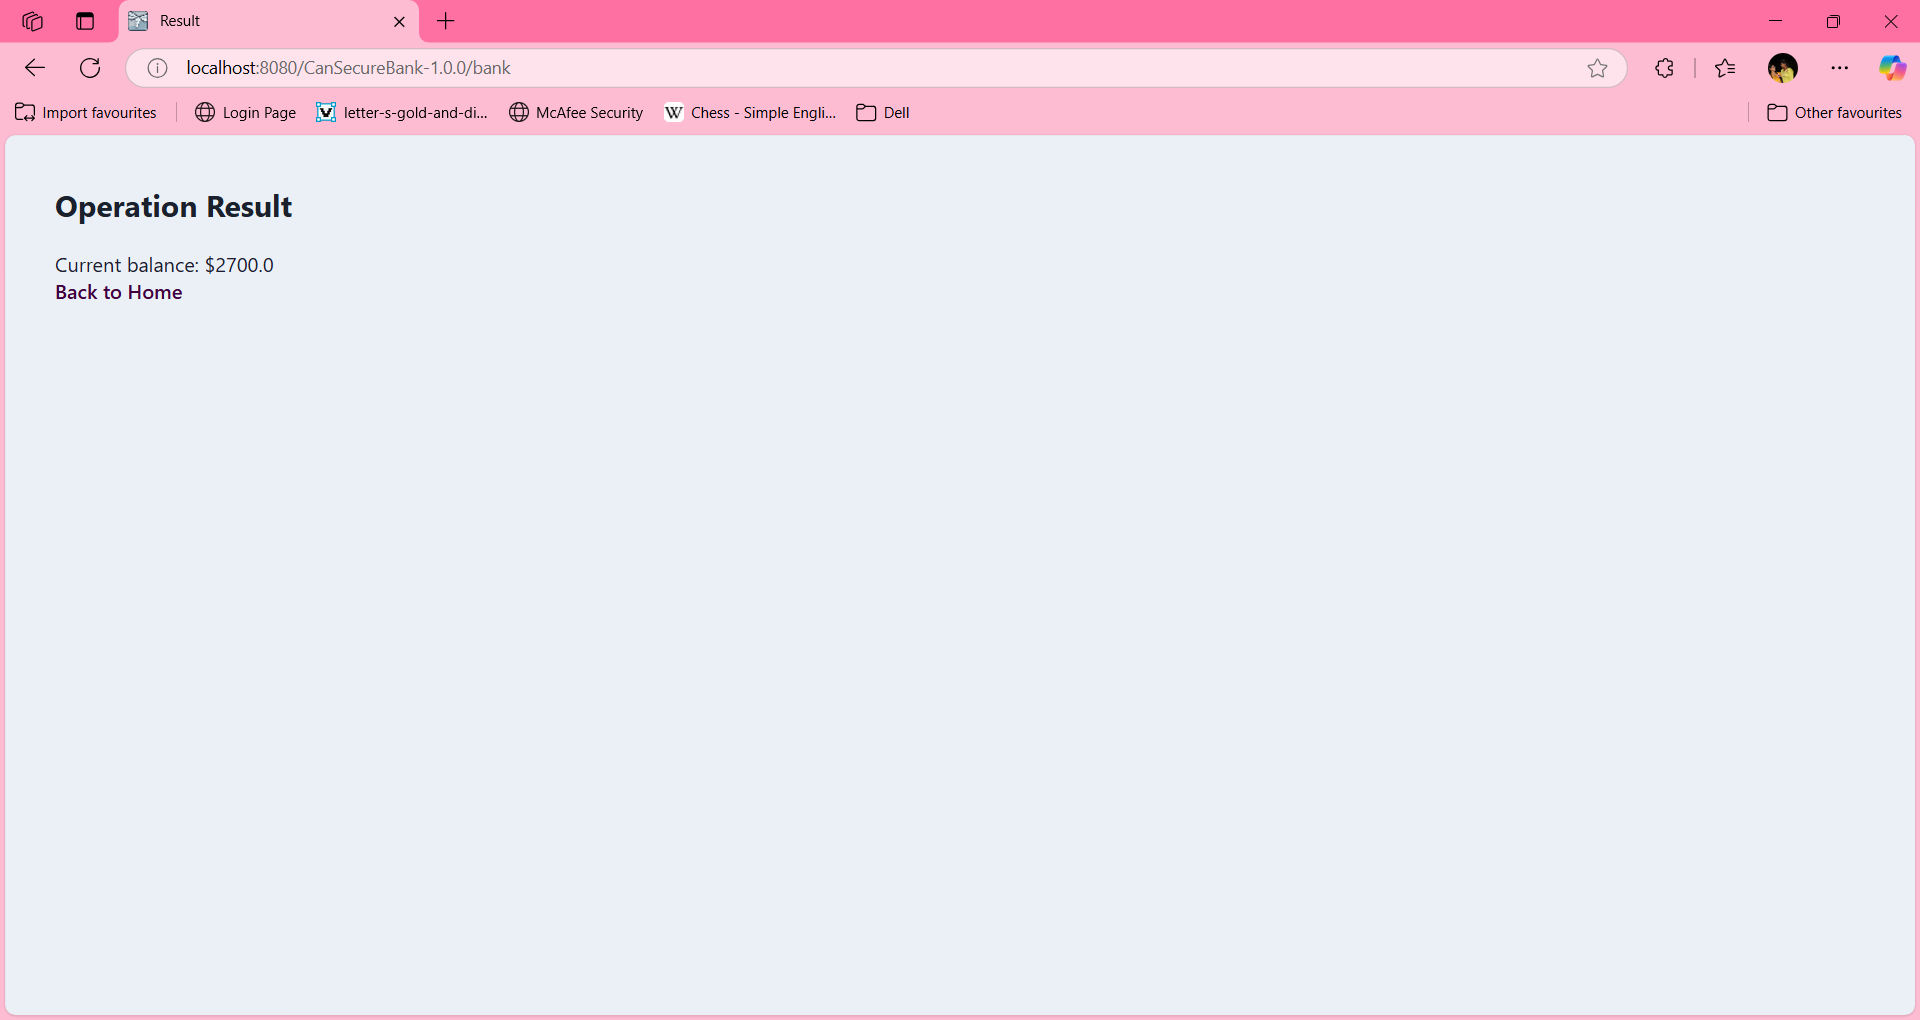 Result
localhost:8080/CanSecureBank-1.0.0/bank
Import favourites
Login Page
letter-s-gold-and-di...
McAfee Security
W Chess - Simple Engli...
Dell
Other favourites
Operation Result
Current balance: $2700.0
Back to Home